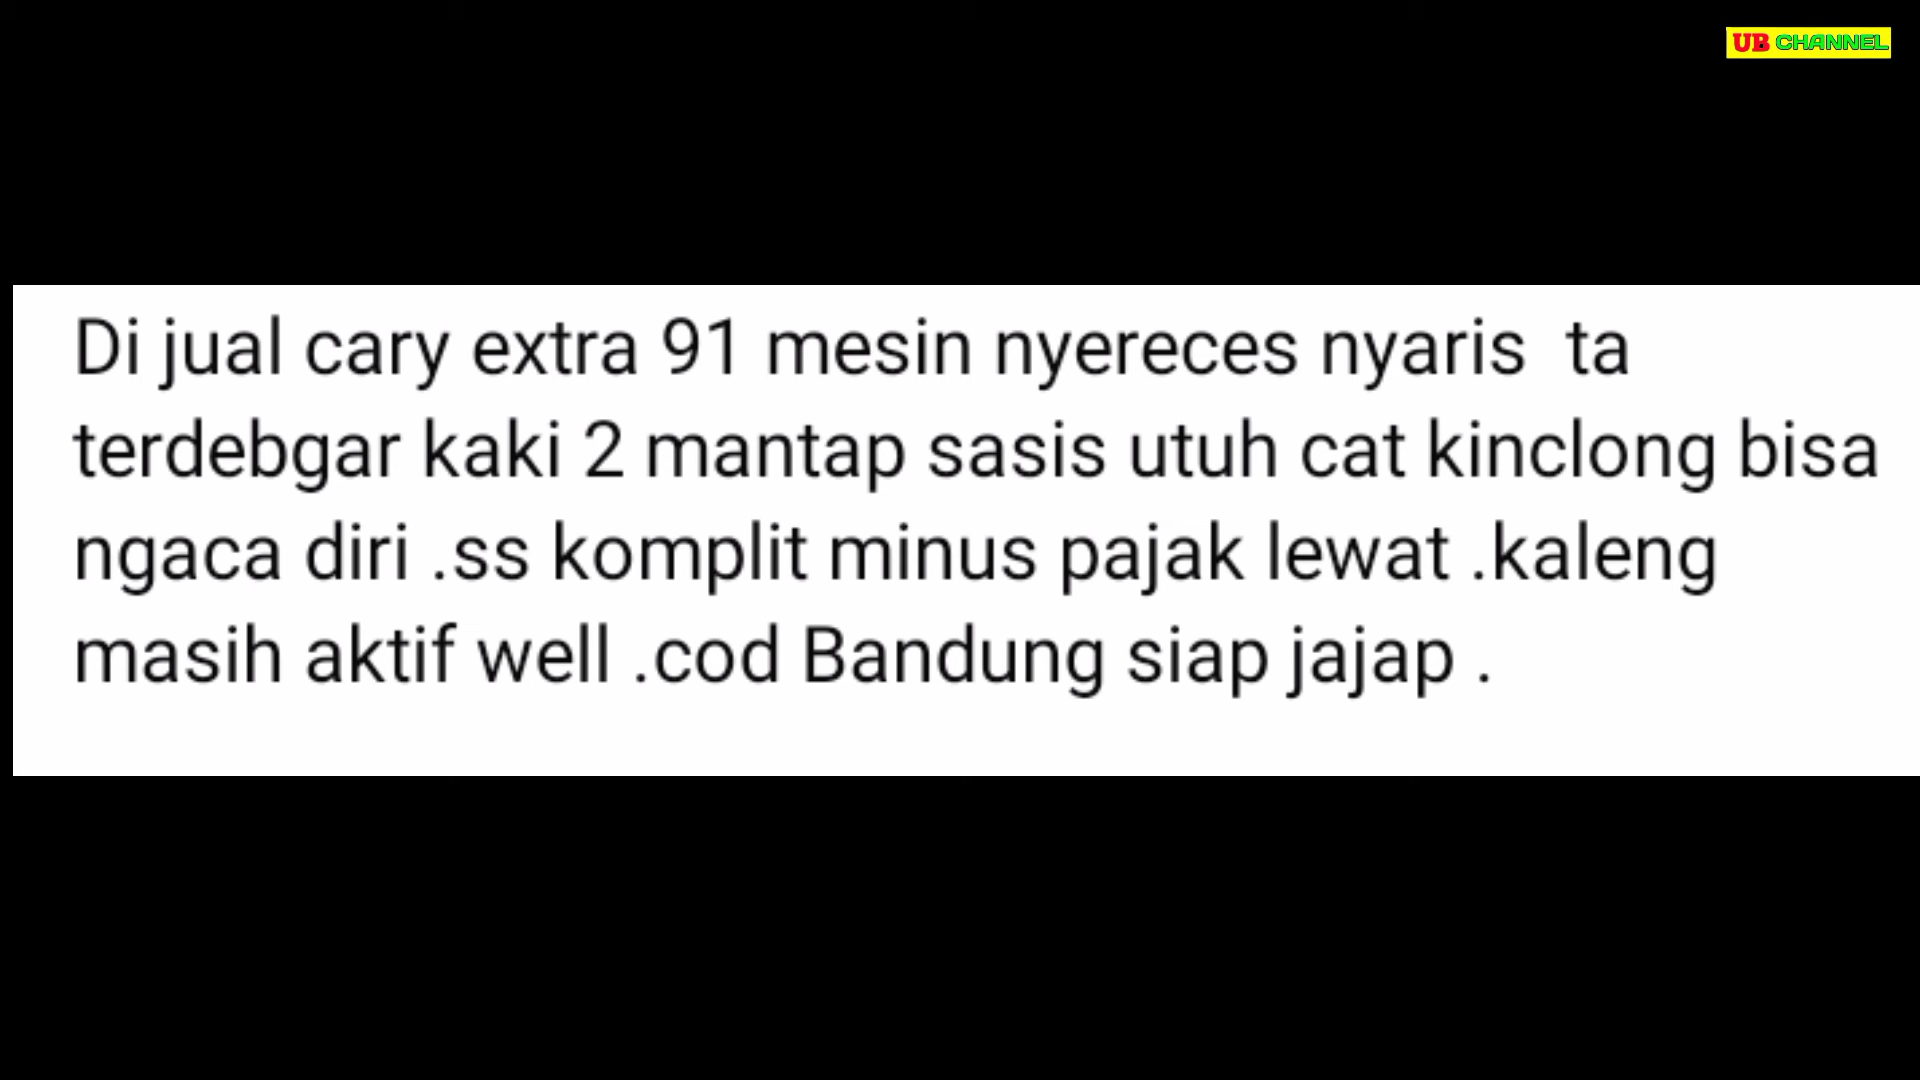 UB CHANNEL
Di jual cary extra 91 mesin nyereces nyaris  ta
terdebgar kaki 2 mantap sasis utuh cat kinclong bisa
ngaca diri .ss komplit minus pajak lewat .kaleng
masih aktif well .cod Bandung siap jajap .